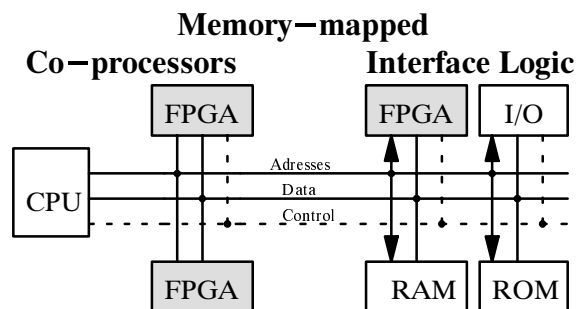 Memory−mapped
Co−processors Interface Logic
FPGA FPGA I/O
Adresses
CPU Data
Control
FPGA RAM ROM